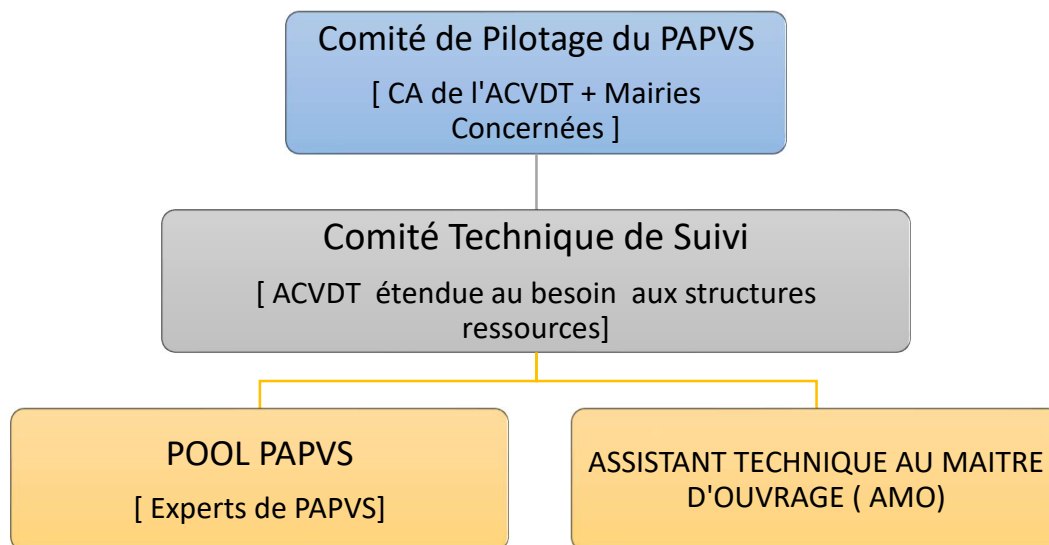 Comité de Pilotage du PAPVS
[ CA de l'ACVDT + Mairies
Concernées ]
Comité Technique de Suivi
[ ACVDT étendue au besoin aux structures
ressources]
POOL PAPVS
[ Experts de PAPVS]
ASSISTANT TECHNIQUE AU MAITRE
D'OUVRAGE ( AMO)